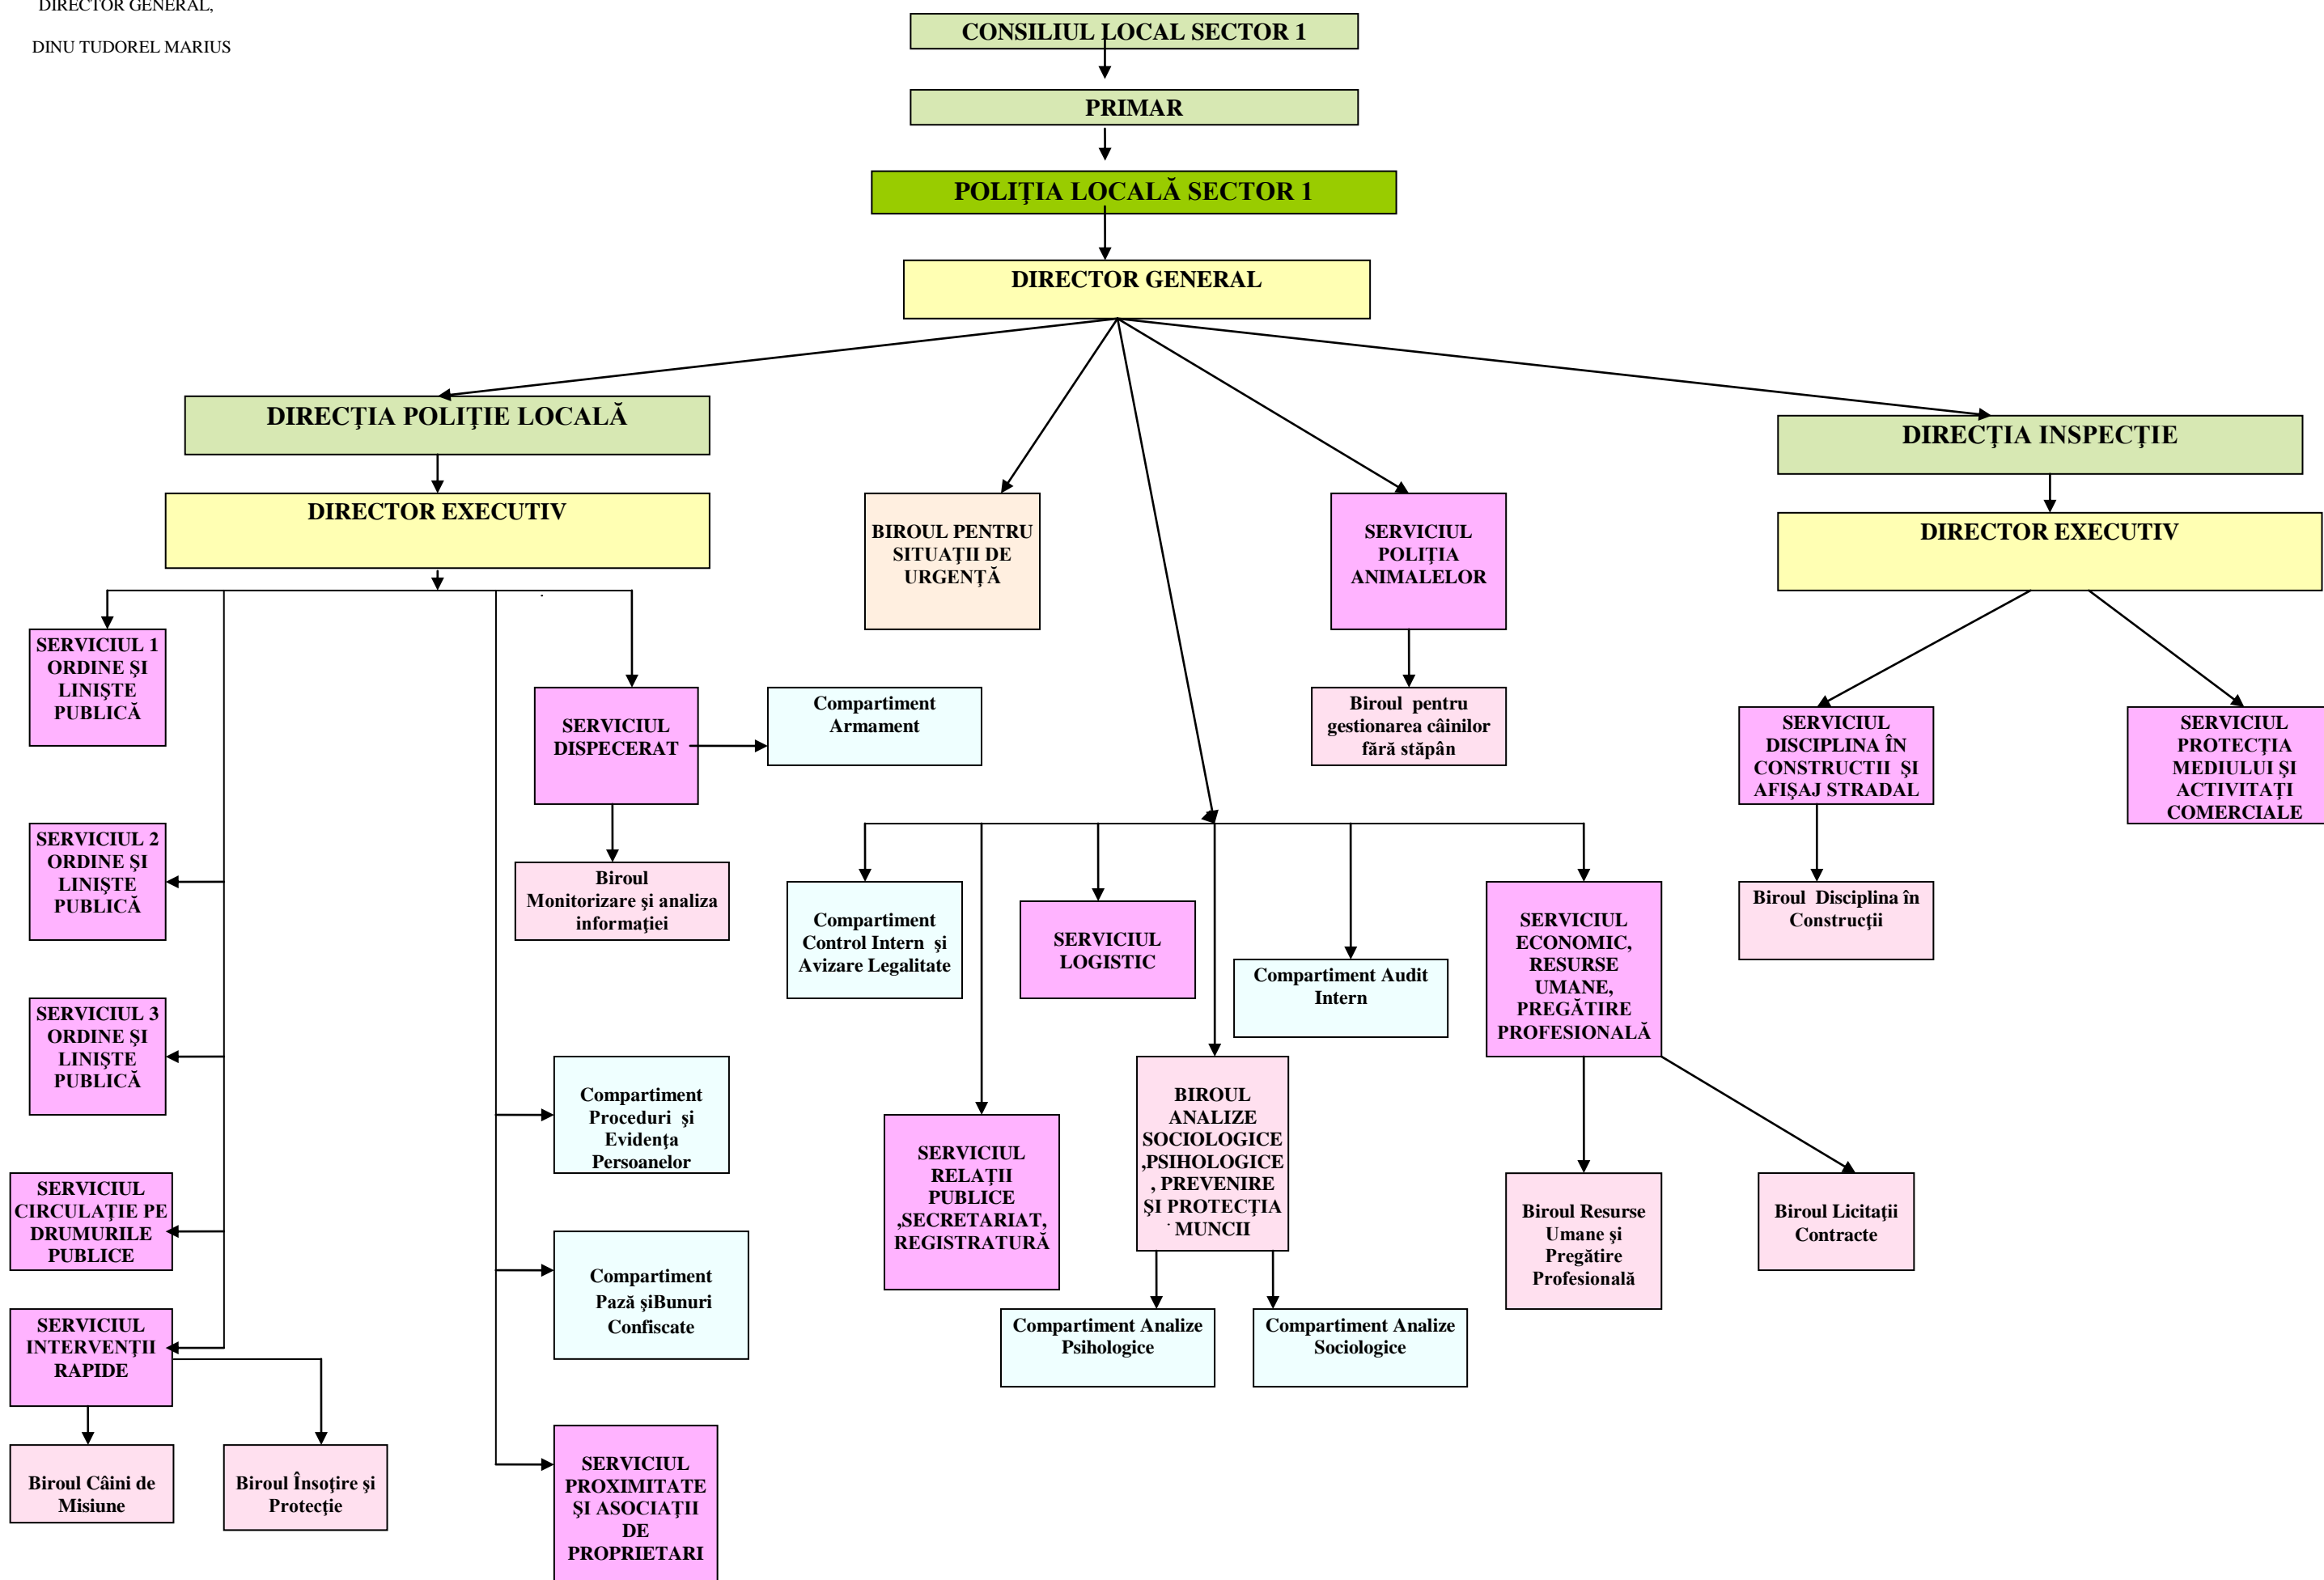 DIRECTOR GENERAL,
DINU TUDOREL MARIUS
CONSILIUL LOCAL SECTOR 1
PRIMAR
POLIŢIA LOCALĂ SECTOR 1
DIRECTOR GENERAL
DIRECŢIA POLIŢIE LOCALĂ
DIRECTOR EXECUTIV
BIROUL PENTRU
SITUAŢII DE
URGENŢĂ
SERVICIUL
POLIŢIA
ANIMALELOR
DIRECŢIA INSPECŢIE
DIRECTOR EXECUTIV
SERVICIUL 1
ORDINE ŞI
LINIŞTE
PUBLICĂ
SERVICIUL
DISPECERAT
Compartiment
Armament
Biroul pentru
gestionarea câinilor
fără stăpân
SERVICIUL
DISCIPLINA ÎN
CONSTRUCTII ŞI
AFIŞAJ STRADAL
SERVICIUL
PROTECŢIA
MEDIULUI ŞI
ACTIVITAŢI
COMERCIALE
SERVICIUL 2
ORDINE ŞI
LINIŞTE
PUBLICĂ
Biroul
Monitorizare şi analiza
informaţiei
Compartiment
Control Intern şi
Avizare Legalitate
SERVICIUL
LOGISTIC
Compartiment Audit
Intern
SERVICIUL
ECONOMIC,
RESURSE
UMANE,
PREGĂTIRE
PROFESIONALĂ
Biroul Disciplina în
Construcţii
SERVICIUL 3
ORDINE ŞI
LINIŞTE
PUBLICĂ
Compartiment
Proceduri şi
Evidenţa
Persoanelor
SERVICIUL
RELAŢII
PUBLICE
,SECRETARIAT,
REGISTRATURĂ
BIROUL
ANALIZE
SOCIOLOGICE
,PSIHOLOGICE
, PREVENIRE
ŞI PROTECŢIA
MUNCII
SERVICIUL
CIRCULAŢIE PE
DRUMURILE
PUBLICE
Compartiment
Pază şiBunuri
Confiscate
Biroul Resurse
Umane şi
Pregătire
Profesională
Biroul Licitaţii
Contracte
SERVICIUL
INTERVENŢII
RAPIDE
Compartiment Analize
Psihologice
Compartiment Analize
Sociologice
Biroul Câini de
Misiune
Biroul Însoţire şi
Protecţie
SERVICIUL
PROXIMITATE
ŞI ASOCIAŢII
DE
PROPRIETARI